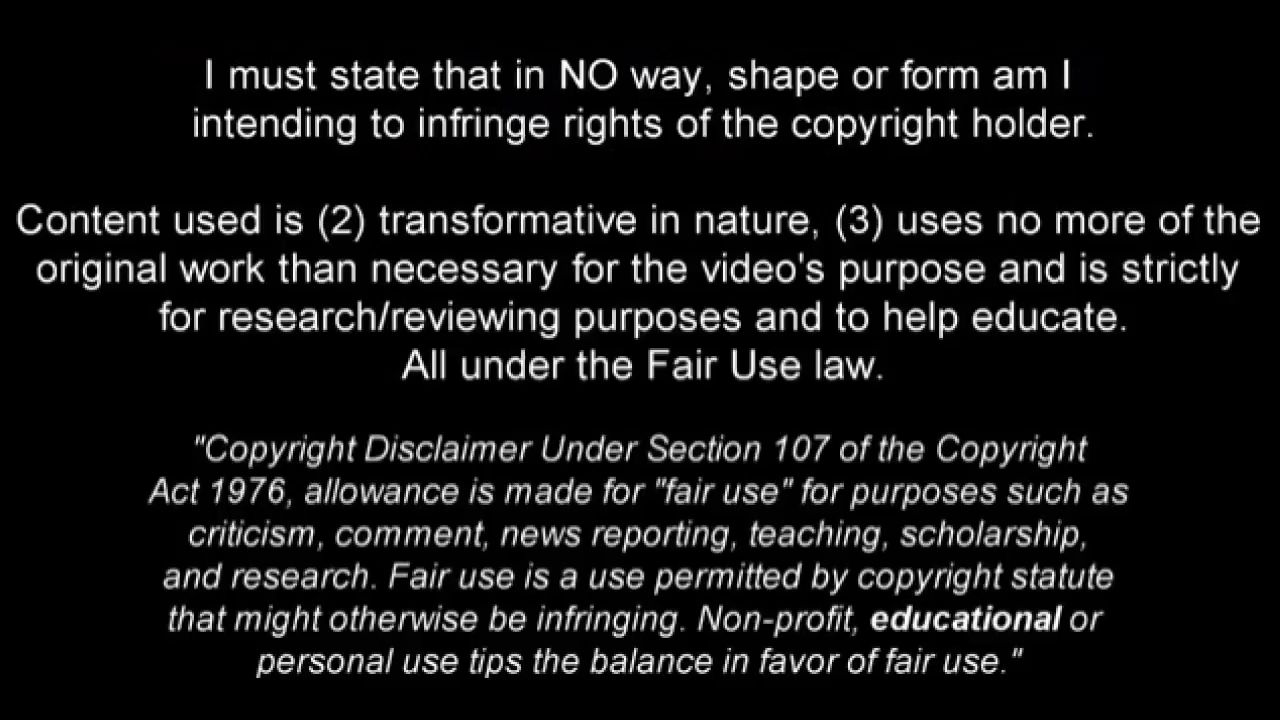 I must state that in NO way, shape or form am I
intending to infringe rights of the copyright holder.
Content used is (2) transformative in nature, (3) uses no more of the
original work than necessary for the video's purpose and is strictly
for research/reviewing purposes and to help educate.
All under the Fair Use law.
"Copyright Disclaimer Under Section 107 of the Copyright
Act 1976, allowance is made for "fair use" for purposes such as
criticism, comment, news reporting, teaching, scholarship,
and research. Fair use is a use permitted by copyright statute
that might otherwise be infringing. Non-profit, educational or
personal use tips the balance in favor of fair use."